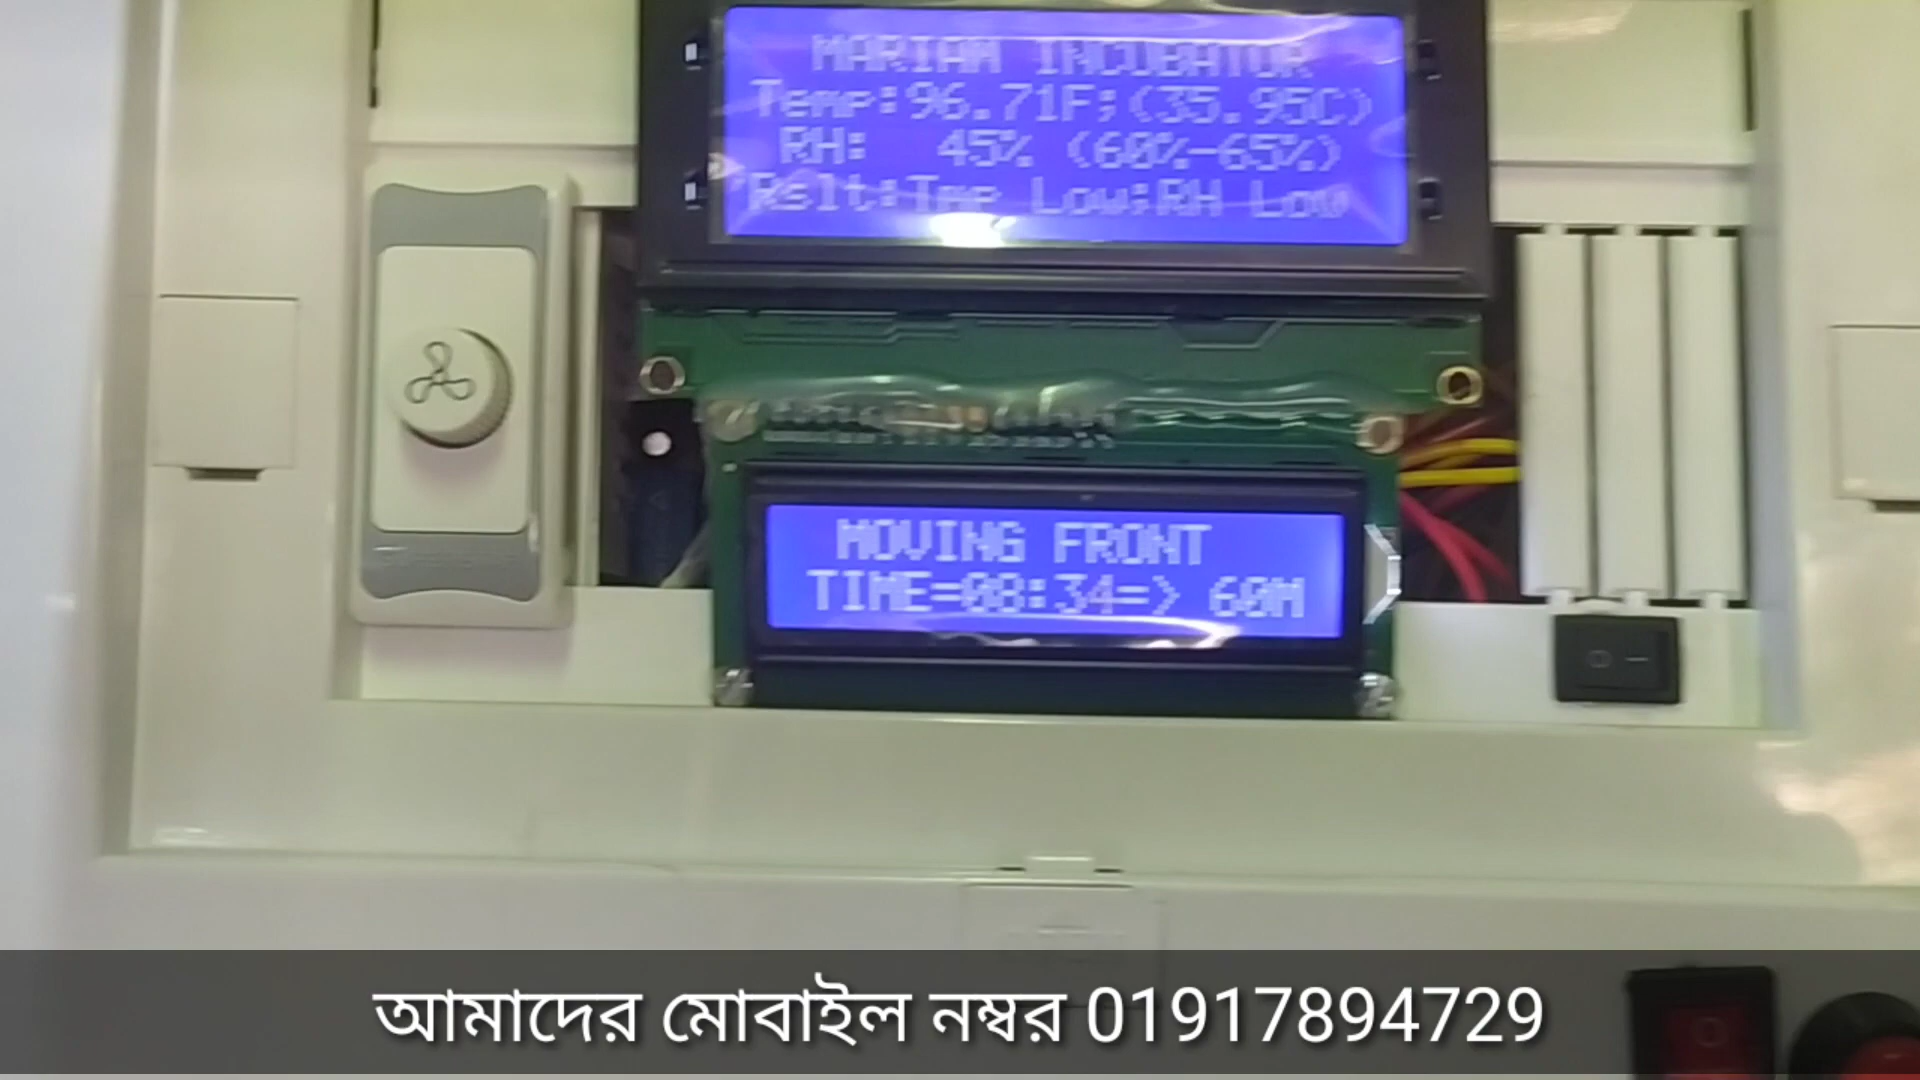 MARIAM INCUBATOR
Temp:96.71F;(35.95C)
RH: 45% (60%-65%)
Rslt:Tmp Low;RH Low
MOVING FRONT
TIME=08:34=> 60M
আমাদের মোবাইল নম্বর 01917894729